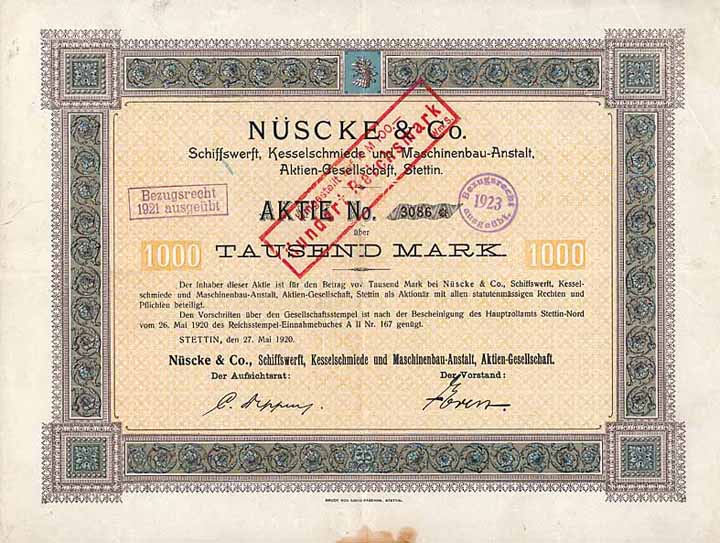 NÜSCKE & Co.
Schiffswerft, Kesselschmiede und Maschinenbau-Anstalt,
Aktien-Gesellschaft, Stettin.
Bezugsrecht
1921 ausgeübt
Bezugsrecht
1923
ausgeübt.
Hundert Reichsmark
AKTIE No. 3086
über
1000 TAUSEND MARK 1000
Der Inhaber dieser Aktie ist für den Betrag von Tausend Mark bei Nüscke & Co., Schiffswerft, Kessel-
schmiede und Maschinenbau-Anstalt, Aktien-Gesellschaft, Stettin als Aktionär mit allen statutenmässigen Rechten und
Pflichten beteiligt.
Den Vorschriften über den Gesellschaftsstempel ist nach der Bescheinigung des Hauptzollamts Stettin-Nord
vom 26. Mai 1920 des Reichsstempel-Einnahmebuches A II Nr. 167 genügt.
STETTIN, den 27. Mai 1920.
Nüscke & Co., Schiffswerft, Kesselschmiede und Maschinenbau-Anstalt, Aktien-Gesellschaft.
Der Aufsichtsrat: Der Vorstand: